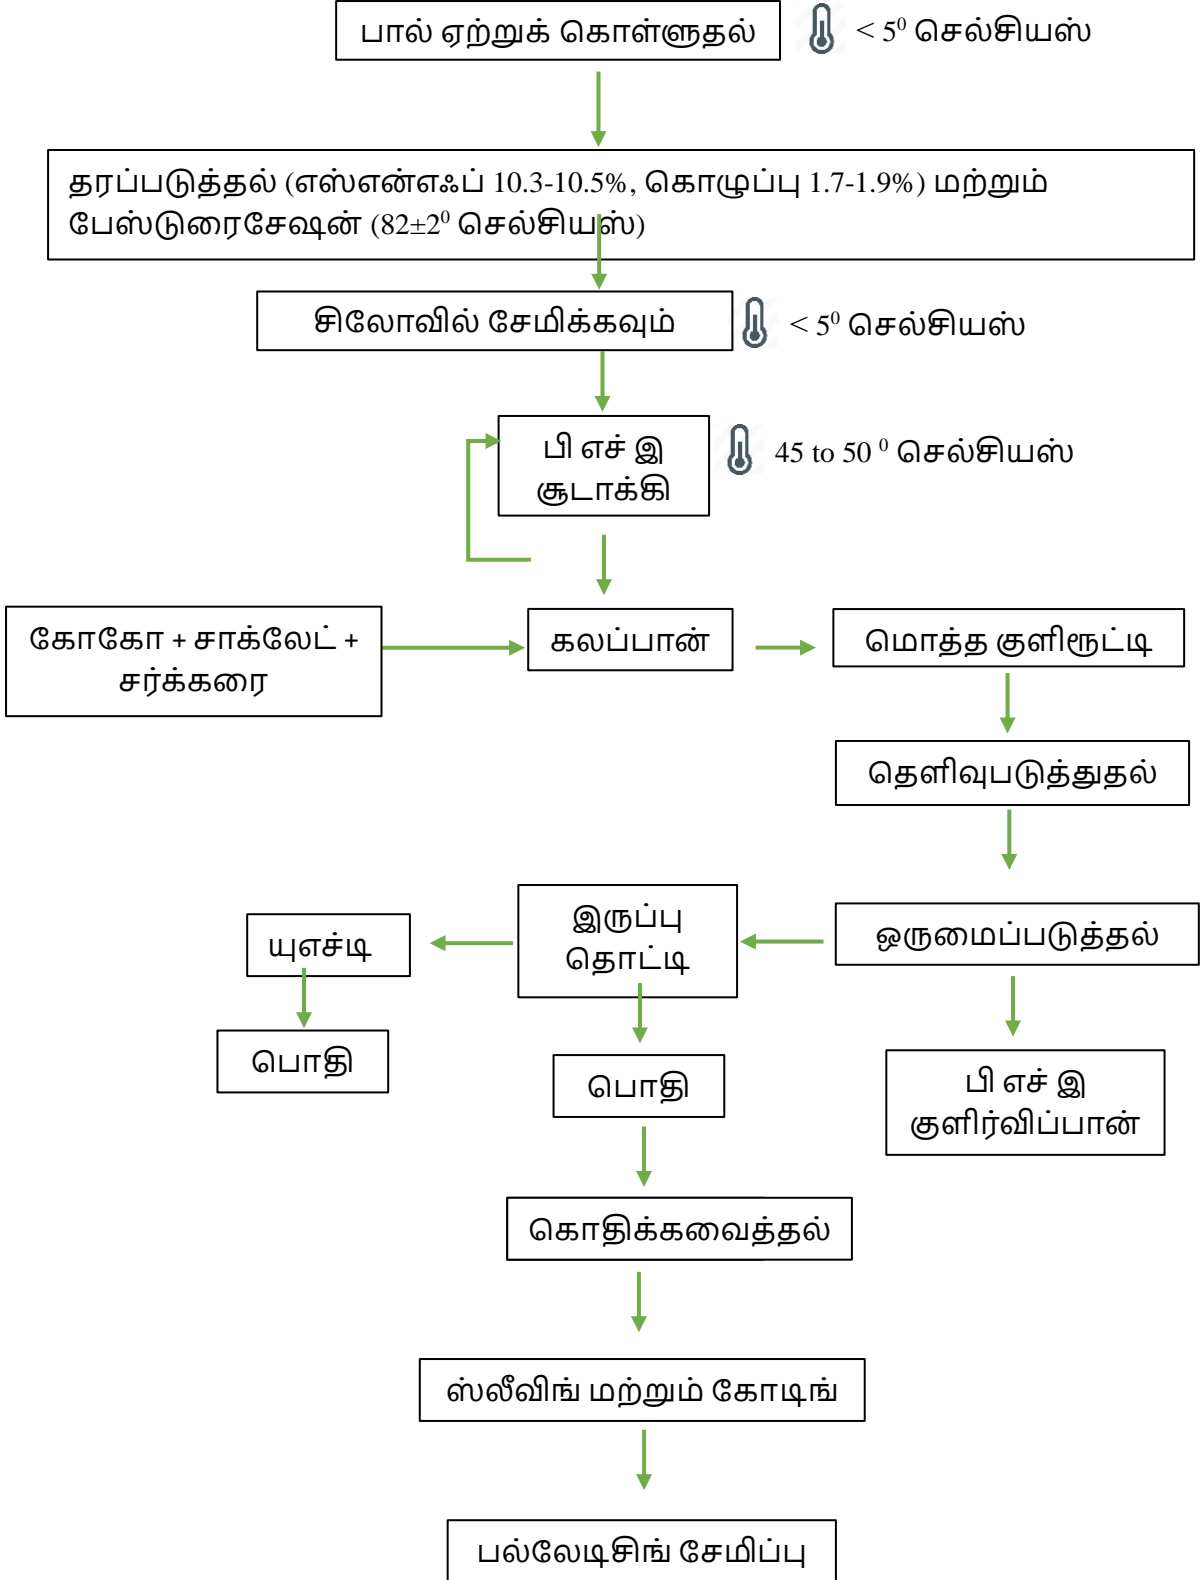 பால் ஏற்றுக் கொள்ளுதல்
< 5⁰ செல்சியஸ்
தரப்படுத்தல் (எஸ்என்எஃப் 10.3-10.5%, கொழுப்பு 1.7-1.9%) மற்றும்
பேஸ்டுரைசேஷன் (82±2⁰ செல்சியஸ்)
சிலோவில் சேமிக்கவும்
< 5⁰ செல்சியஸ்
பி எச் இ
சூடாக்கி
45 to 50 ⁰ செல்சியஸ்
கோகோ + சாக்லேட் +
சர்க்கரை
கலப்பான்
மொத்த குளிரூட்டி
தெளிவுபடுத்துதல்
ஒருமைப்படுத்தல்
இருப்பு
தொட்டி
யுஎச்டி
பொதி
பொதி
பி எச் இ
குளிர்விப்பான்
கொதிக்கவைத்தல்
ஸ்லீவிங் மற்றும் கோடிங்
பல்லேடிசிங் சேமிப்பு